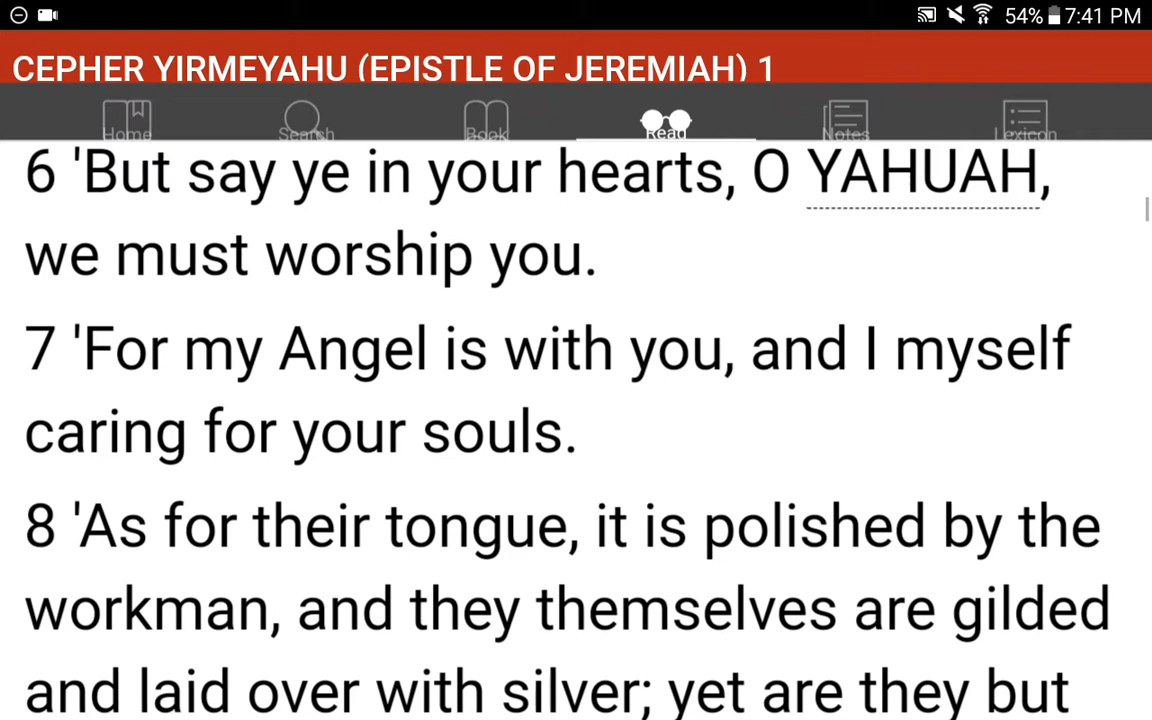 54% 7:41 PM
CEPHER YIRMEYAHU (EPISTLE OF JEREMIAH) 1
Home Search Book Read Notes Lexicon
6 'But say ye in your hearts, O YAHUAH,
we must worship you.
7 'For my Angel is with you, and I myself
caring for your souls.
8 'As for their tongue, it is polished by the
workman, and they themselves are gilded
and laid over with silver; yet are they but